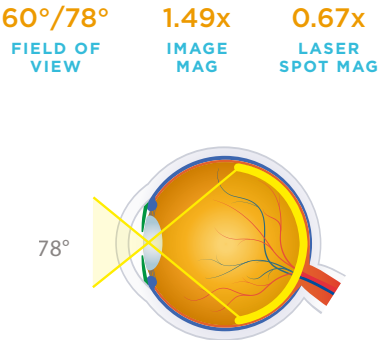 60°/78° 1.49x 0.67x
FIELD OF IMAGE LASER
VIEW MAG SPOT MAG
78°